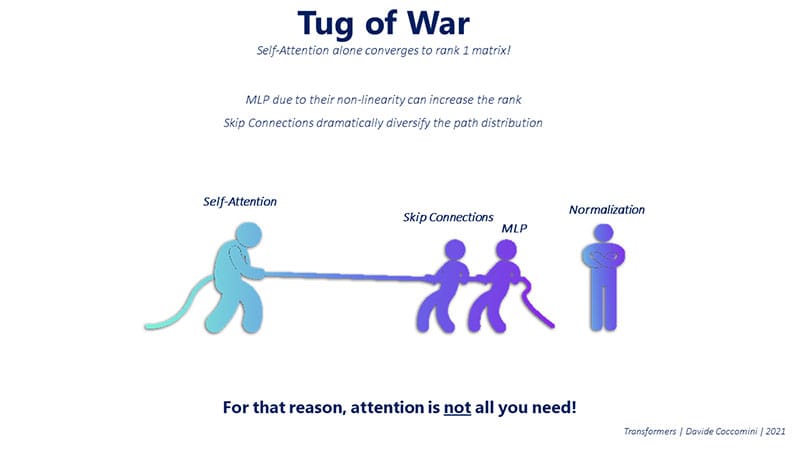 Tug of War
Self-Attention alone converges to rank 1 matrix!
MLP due to their non-linearity can increase the rank
Skip Connections dramatically diversify the path distribution
Self-Attention
Skip Connections
MLP
Normalization
For that reason, attention is not all you need!
Transformers | Davide Coccomini | 2021